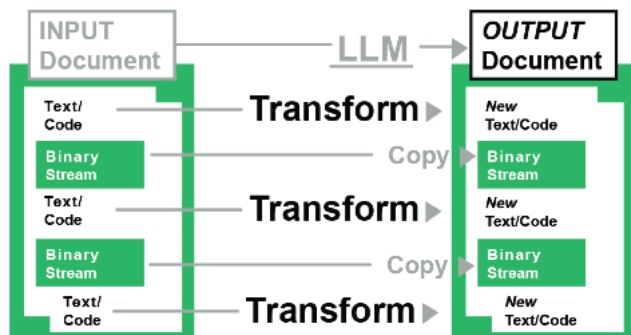 INPUT
Document
LLM
OUTPUT
Document
Text/
Code
Transform
New
Text/Code
Binary
Stream
Copy
Binary
Stream
Text/
Code
Transform
New
Text/Code
Binary
Stream
Copy
Binary
Stream
Text/
Code
Transform
New
Text/Code